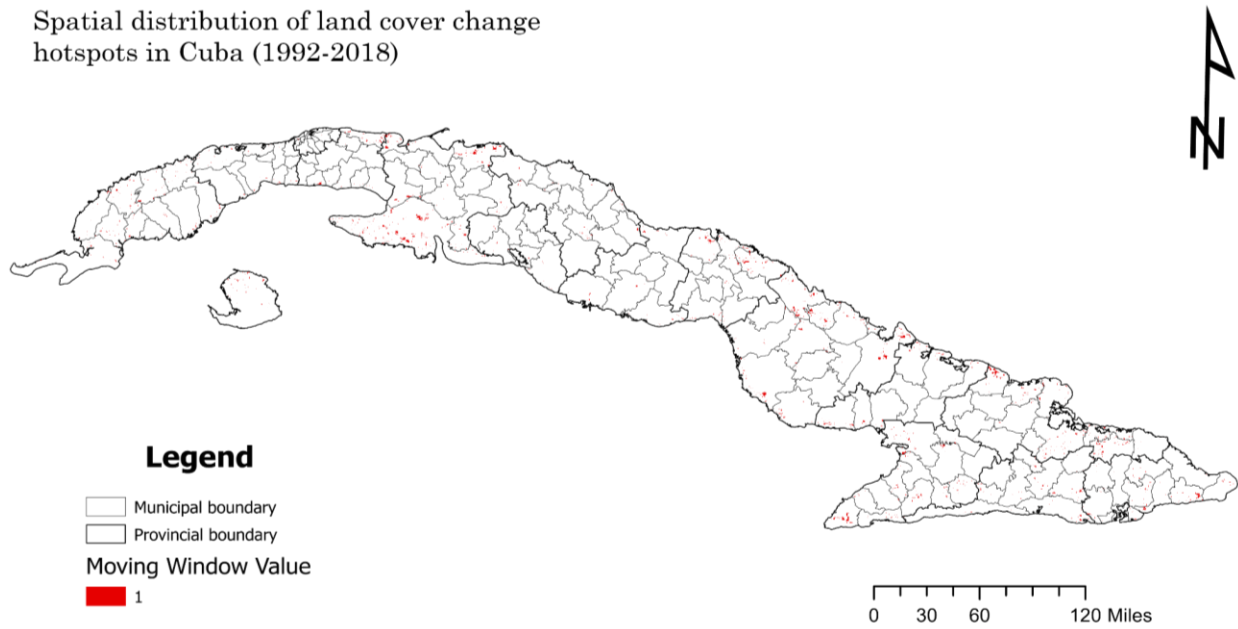 Spatial distribution of land cover change
hotspots in Cuba (1992-2018)
N
Legend
Municipal boundary
Provincial boundary
Moving Window Value
1
0 30 60 120 Miles